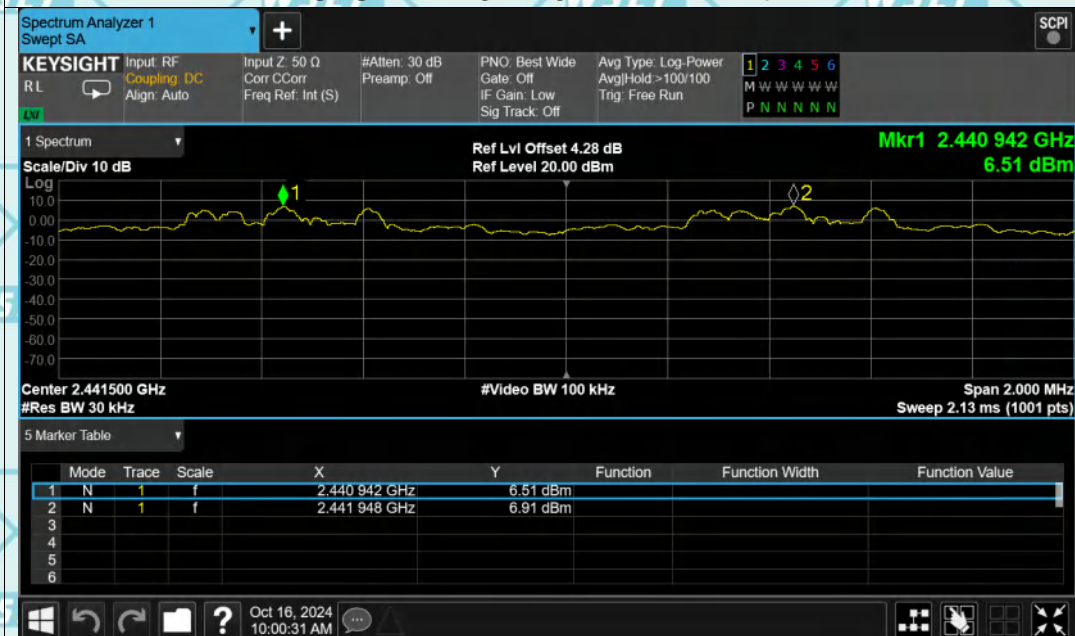 Spectrum Analyzer 1
Swept SA
+
SCPI
KEYSIGHT Input: RF Input Z: 50 Ω #Atten: 30 dB PNO: Best Wide Avg Type: Log-Power 1 2 3 4 5 6
RL Coupling: DC Corr CCorr Preamp: Off Gate: Off Avg|Hold:>100/100 M W W W W W
Align: Auto Freq Ref: Int (S) IF Gain: Low Trig: Free Run P N N N N N
LXI Sig Track: Off
1 Spectrum Ref Lvl Offset 4.28 dB Mkr1 2.440 942 GHz
Scale/Div 10 dB Ref Level 20.00 dBm 6.51 dBm
Log
10.0 1 2
0.00
-10.0
-20.0
-30.0
-40.0
-50.0
-60.0
-70.0
Center 2.441500 GHz #Video BW 100 kHz Span 2.000 MHz
#Res BW 30 kHz Sweep 2.13 ms (1001 pts)
5 Marker Table
Mode Trace Scale X Y Function Function Width Function Value
1 N 1 f 2.440 942 GHz 6.51 dBm
2 N 1 f 2.441 948 GHz 6.91 dBm
3
4
5
6
? Oct 16, 2024
10:00:31 AM